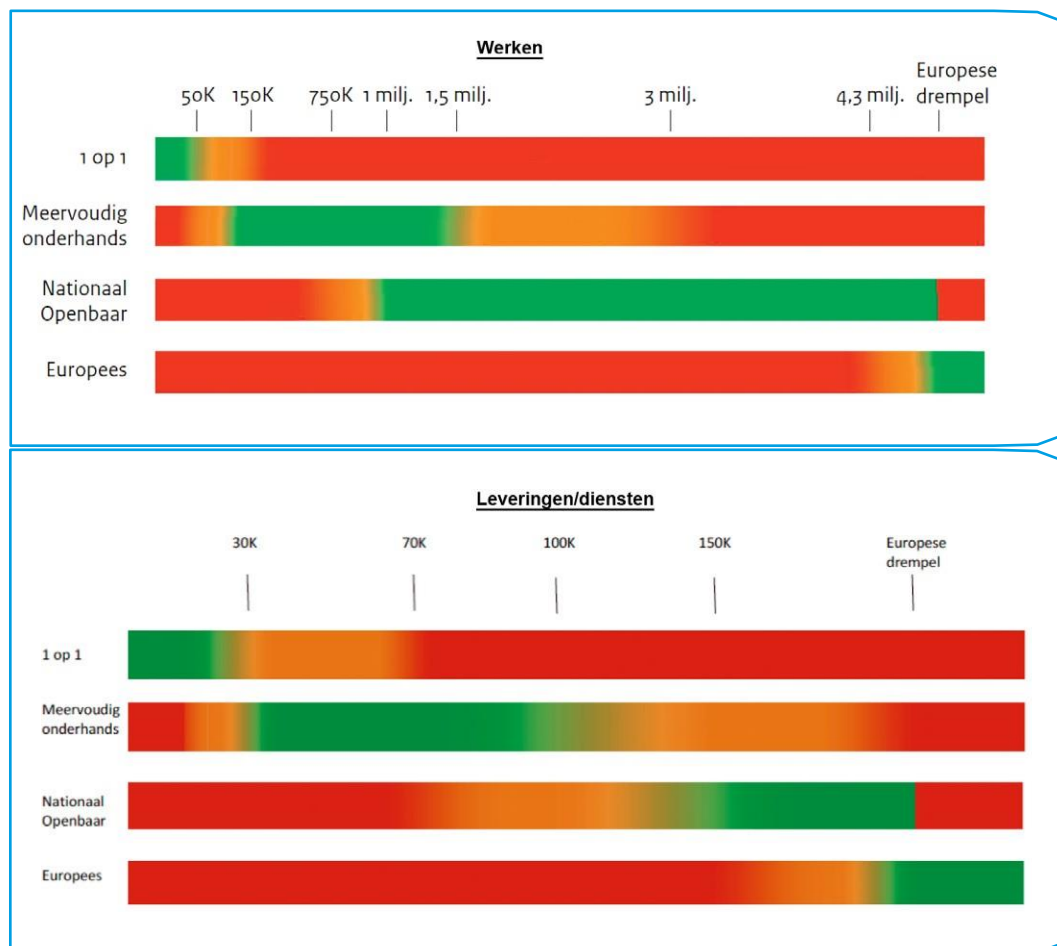 Werken
50K 150K 750K 1 milj. 1,5 milj. 3 milj. 4,3 milj. Europese
drempel
1 op 1
Meervoudig
onderhands
Nationaal
Openbaar
Europees
Leveringen/diensten
30K 70K 100K 150K Europese
drempel
1 op 1
Meervoudig
onderhands
Nationaal
Openbaar
Europees